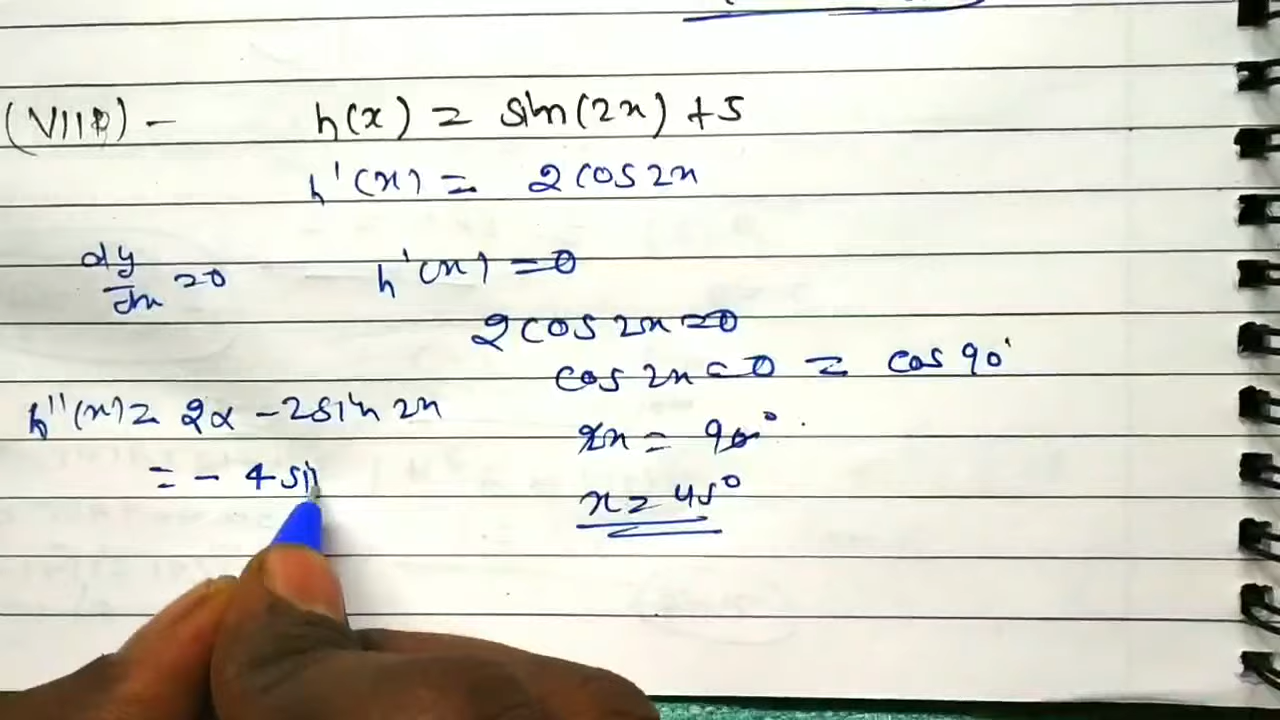 (VIII) - h(x) = sin(2x) + 5
h'(x) = 2 cos 2x
dy/dx = 0 h'(x) = 0
2 cos 2x = 0
cos 2x = 0 = cos 90°
h''(x) = 2x - 2 sin 2x
2x = 90°
= - 4 sin
x = 45°